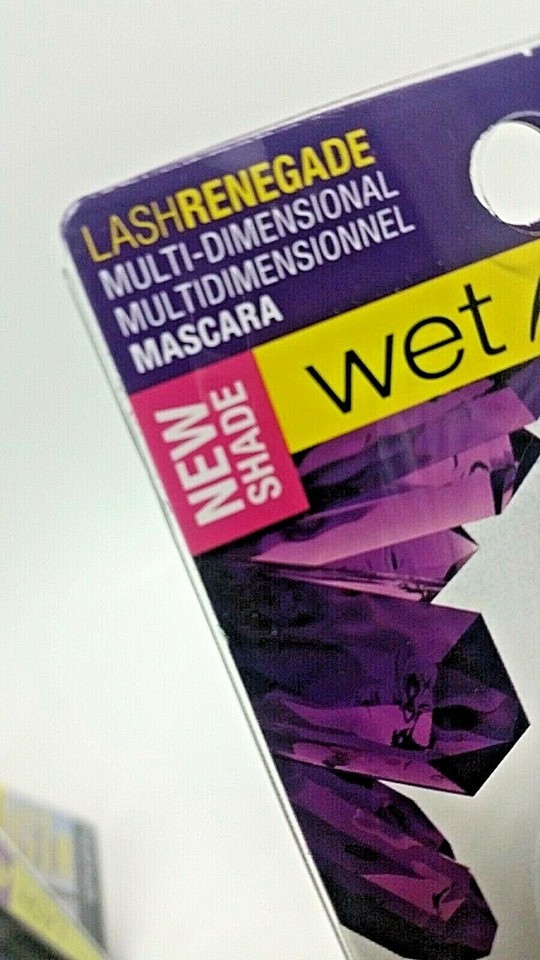 LASHRENEGADE
MULTI-DIMENSIONAL
MULTIDIMENSIONNEL
MASCARA
wet
NEW
SHADE